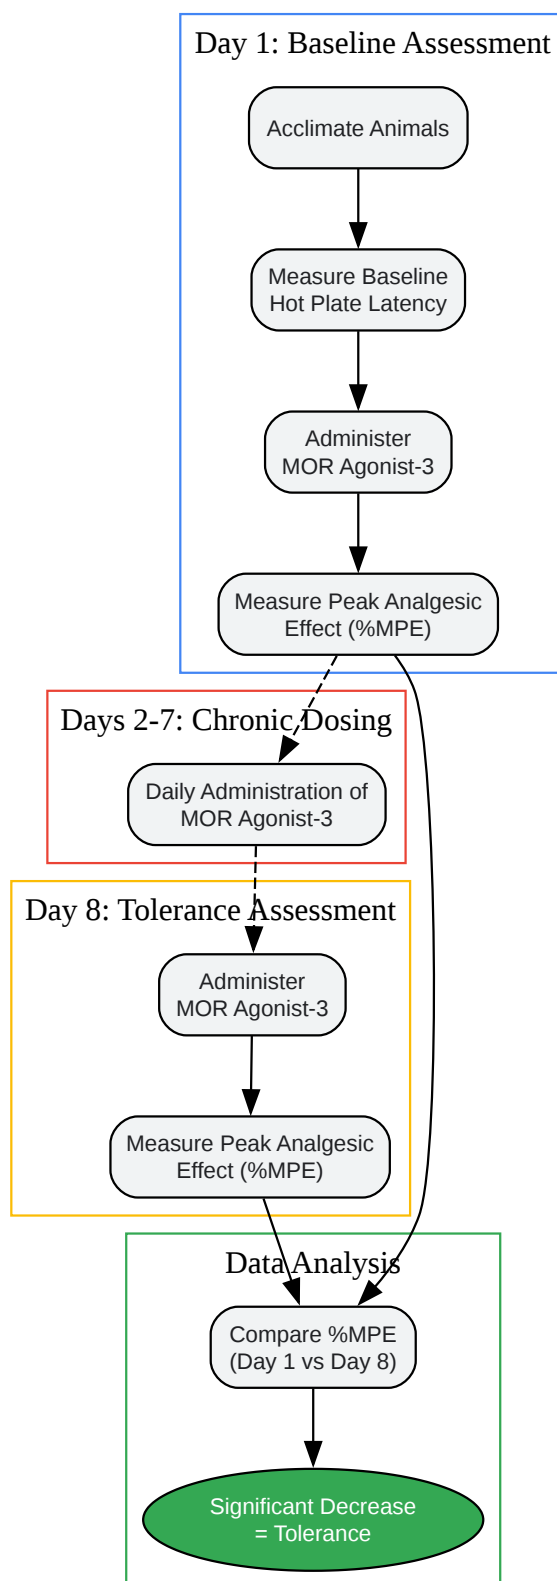 Day 1: Baseline Assessment
Acclimate Animals
Measure Baseline
Hot Plate Latency
Administer
MOR Agonist-3
Measure Peak Analgesic
Effect (%MPE)
Days 2-7: Chronic Dosing
Daily Administration of
MOR Agonist-3
Day 8: Tolerance Assessment
Administer
MOR Agonist-3
Measure Peak Analgesic
Effect (%MPE)
Data Analysis
Compare %MPE
(Day 1 vs Day 8)
Significant Decrease
= Tolerance